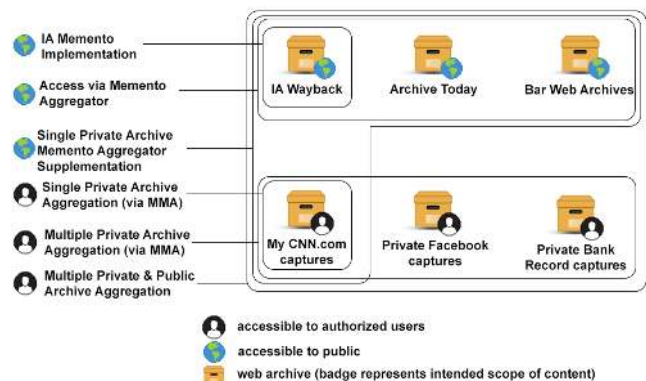 IA Memento
Implementation
Access via Memento
Aggregator
Single Private Archive
Memento Aggregator
Supplementation
Single Private Archive
Aggregation (via MMA)
Multiple Private Archive
Aggregation (via MMA)
Multiple Private & Public
Archive Aggregation
IA Wayback
Archive Today
Bar Web Archives
My CNN.com
captures
Private Facebook
captures
Private Bank
Record captures
accessible to authorized users
accessible to public
web archive (badge represents intended scope of content)